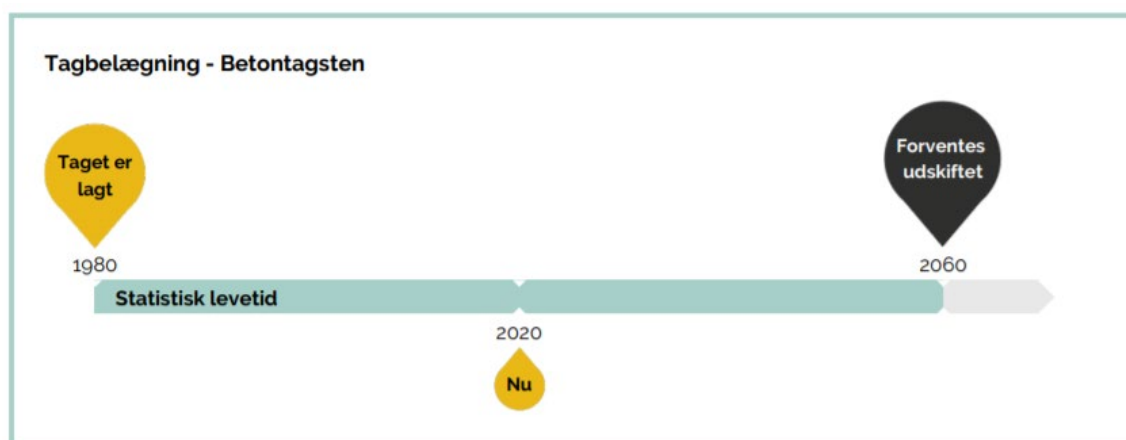 Tagbelægning - Betontagsten
Taget er
lagt
Forventes
udskiftet
1980
2060
Statistisk levetid
2020
Nu